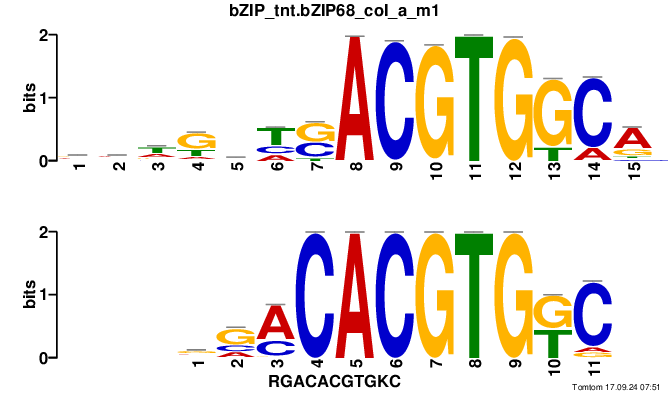 bZIP_tnt.bZIP68_col_a_m1
2
1
0
bits
1 2 3 4 5 6 7 8 9 10 11 12 13 14 15
TGTGACGTGGCA
2
1
0
bits
1 2 3 4 5 6 7 8 9 10 11
GACACGTGGC
RGACACGTGKC
Tomtom 17.09.24 07:51